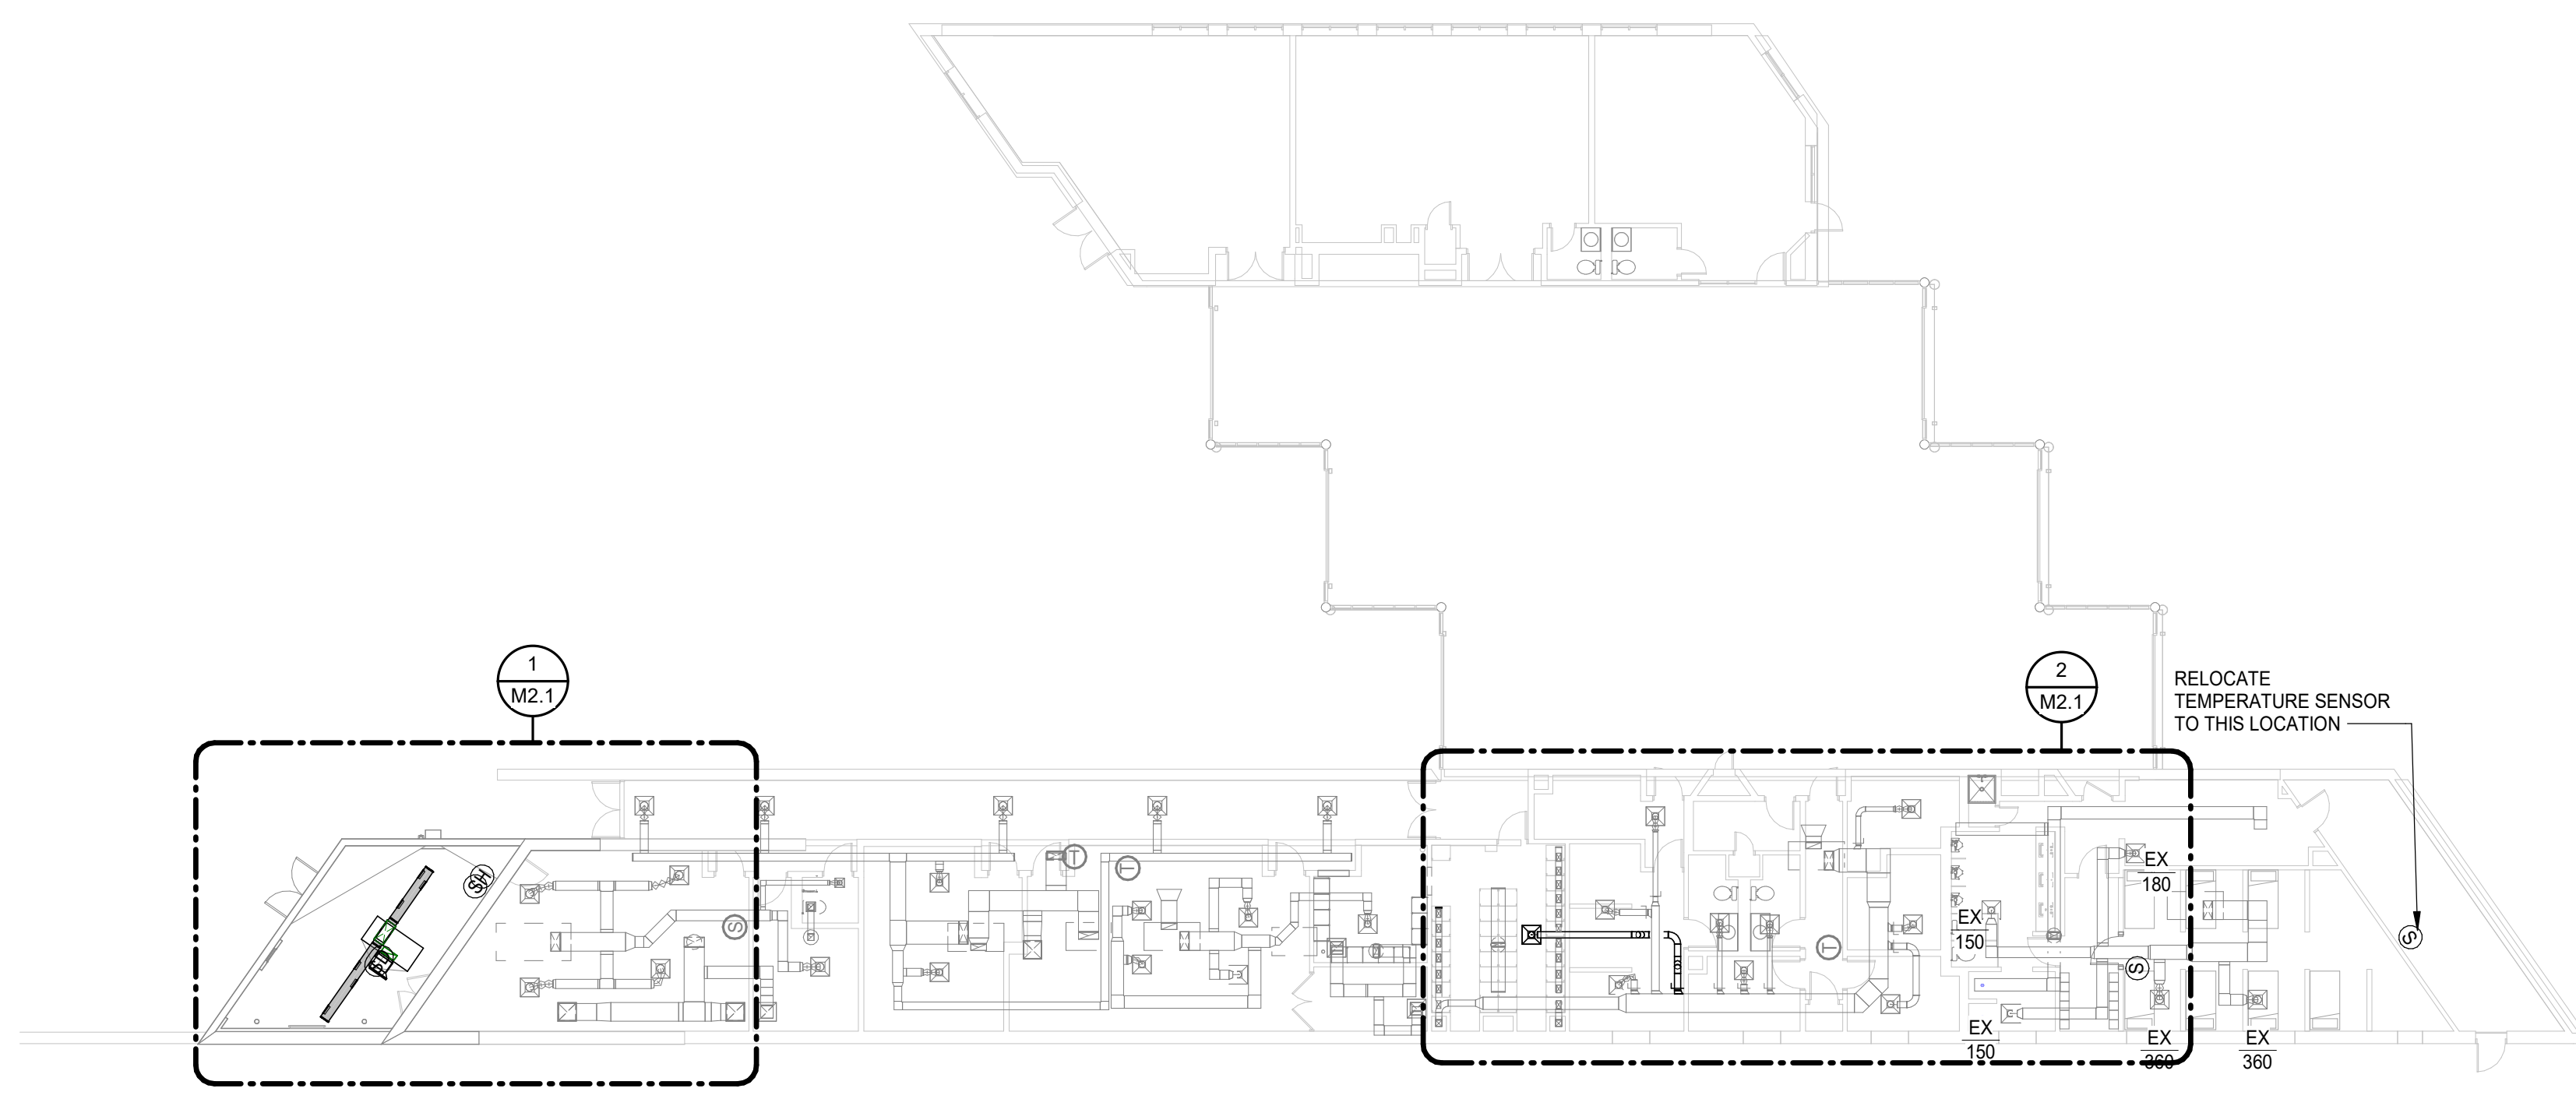 1
M2.1
2
M2.1
RELOCATE
TEMPERATURE SENSOR
TO THIS LOCATION
S
T
T
S
T
S
S
EX
180
EX
150
EX
150
EX
360
EX
360